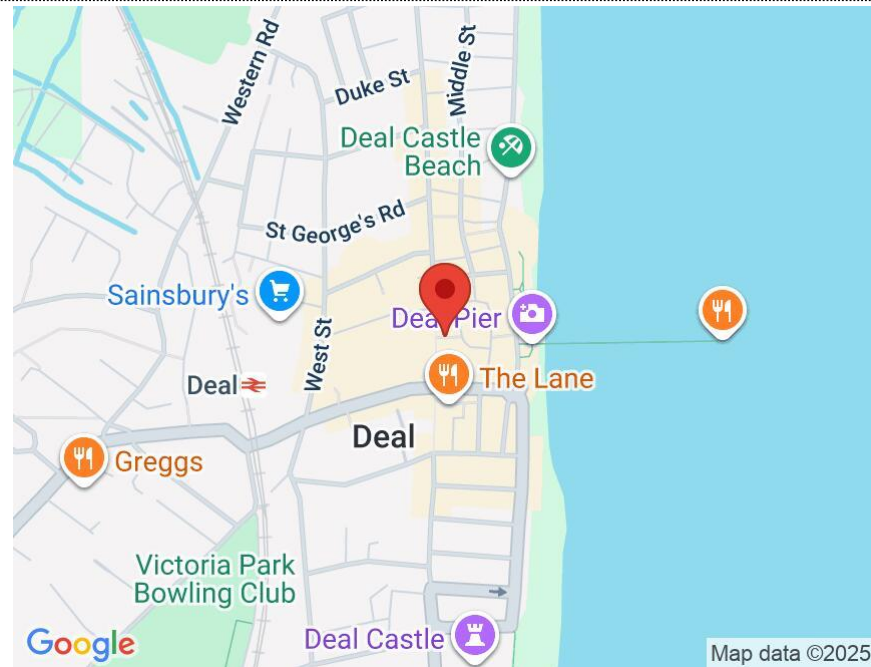 Western Rd
Middle St
Duke St
Deal Castle
Beach
St George's Rd
Sainsbury's
Deal Pier
West St
Deal
The Lane
Deal
Greggs
Victoria Park
Bowling Club
Deal Castle
Google
Map data ©2025